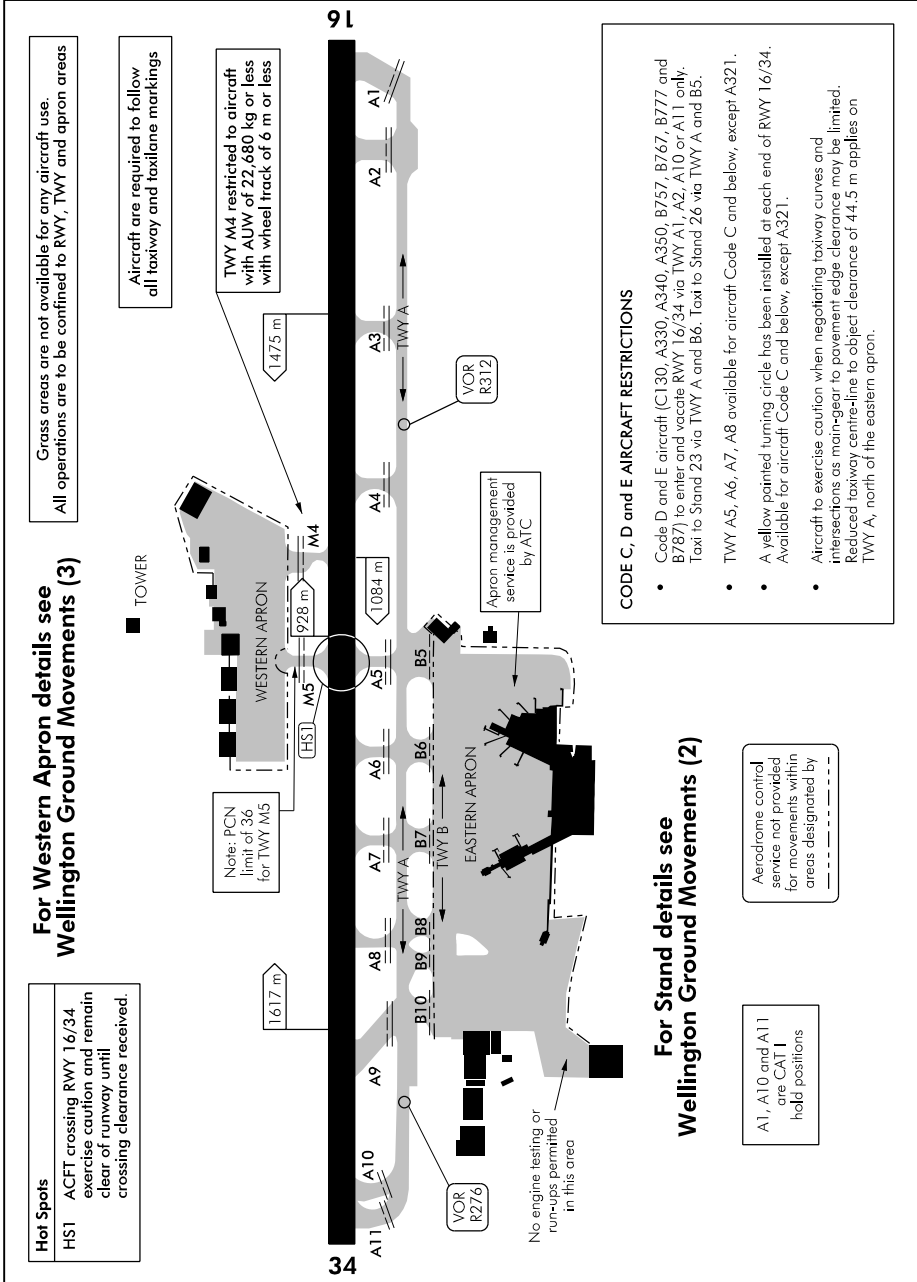 Hot Spots
HS1 ACFT crossing RWY 16/34
exercise caution and remain
clear of runway until
crossing clearance received.
For Western Apron details see
Wellington Ground Movements (3)
Grass areas are not available for any aircraft use.
All operations are to be confined to RWY, TWY and apron areas
Aircraft are required to follow
all taxiway and taxilane markings
TOWER
TWY M4 restricted to aircraft
with AUW of 22,680 kg or less
with wheel track of 6 m or less
WESTERN APRON
Note: PCN
limit of 36
for TWY M5
HS1
M5
928 m
M4
1617 m
1475 m
34
16
1084 m
A11
A10
A9
A8
A7
A6
A5
A4
A3
A2
A1
TWY A
TWY A
VOR
R276
VOR
R312
B10
B9
B8
B7
B6
B5
TWY B
EASTERN APRON
Apron management
service is provided
by ATC
No engine testing or
run-ups permitted
in this area
For Stand details see
Wellington Ground Movements (2)
A1, A10 and A11
are CAT I
hold positions
Aerodrome control
service not provided
for movements within
areas designated by
CODE C, D and E AIRCRAFT RESTRICTIONS
• Code D and E aircraft (C130, A330, A340, A350, B757, B767, B777 and
B787) to enter and vacate RWY 16/34 via TWY A1, A2, A10 or A11 only.
Taxi to Stand 23 via TWY A and B6. Taxi to Stand 26 via TWY A and B5.
• TWY A5, A6, A7, A8 available for aircraft Code C and below, except A321.
• A yellow painted turning circle has been installed at each end of RWY 16/34.
Available for aircraft Code C and below, except A321.
• Aircraft to exercise caution when negotiating taxiway curves and
intersections as main-gear to pavement edge clearance may be limited.
Reduced taxiway centre-line to object clearance of 44.5 m applies on
TWY A, north of the eastern apron.